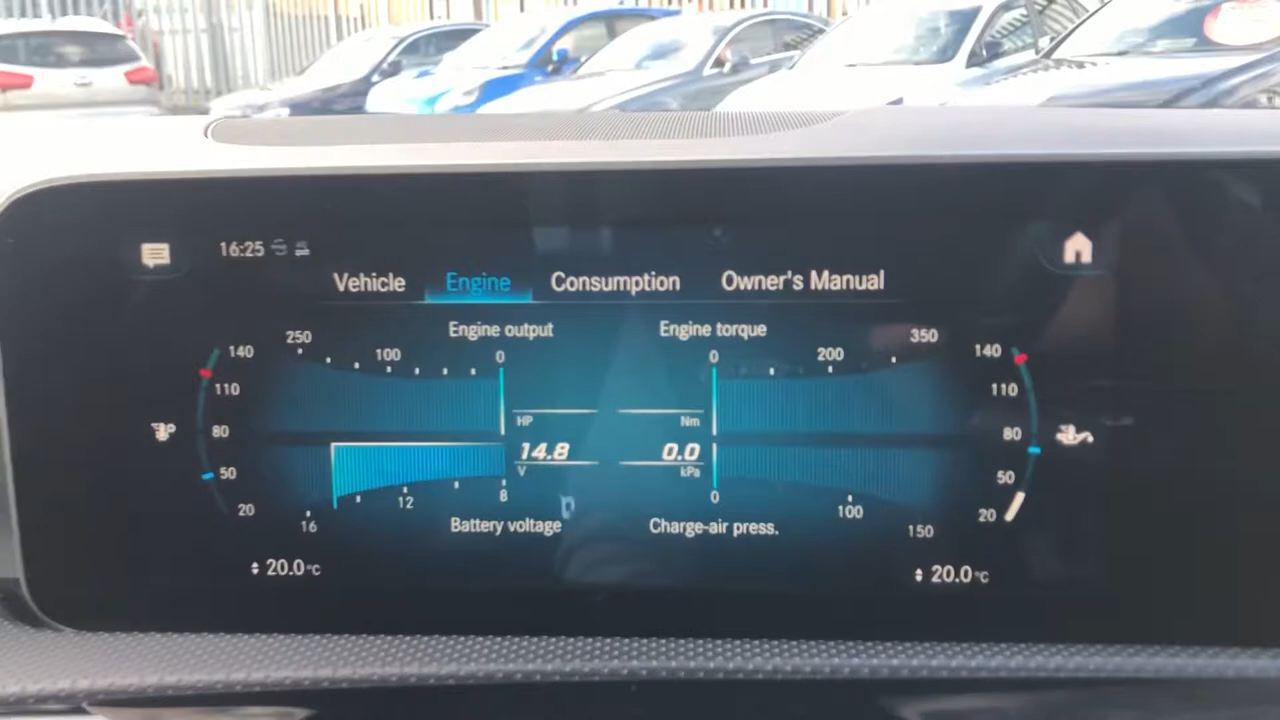 16:25
Vehicle Engine Consumption Owner's Manual
Engine output Engine torque
250 100 0 0 200 350
140 110 80 50 20
HP Nm
14.8 0.0
V kPa
140 110 80 50 20
16 12 8 0 100 150
Battery voltage Charge-air press.
20.0°C 20.0°C